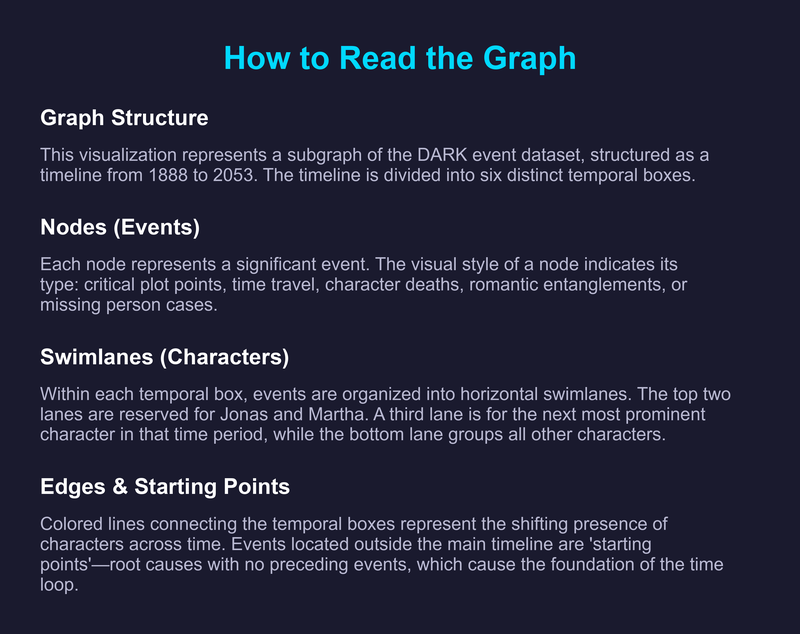 How to Read the Graph
Graph Structure
This visualization represents a subgraph of the DARK event dataset, structured as a
timeline from 1888 to 2053. The timeline is divided into six distinct temporal boxes.
Nodes (Events)
Each node represents a significant event. The visual style of a node indicates its
type: critical plot points, time travel, character deaths, romantic entanglements, or
missing person cases.
Swimlanes (Characters)
Within each temporal box, events are organized into horizontal swimlanes. The top two
lanes are reserved for Jonas and Martha. A third lane is for the next most prominent
character in that time period, while the bottom lane groups all other characters.
Edges & Starting Points
Colored lines connecting the temporal boxes represent the shifting presence of
characters across time. Events located outside the main timeline are 'starting
points'—root causes with no preceding events, which cause the foundation of the time
loop.